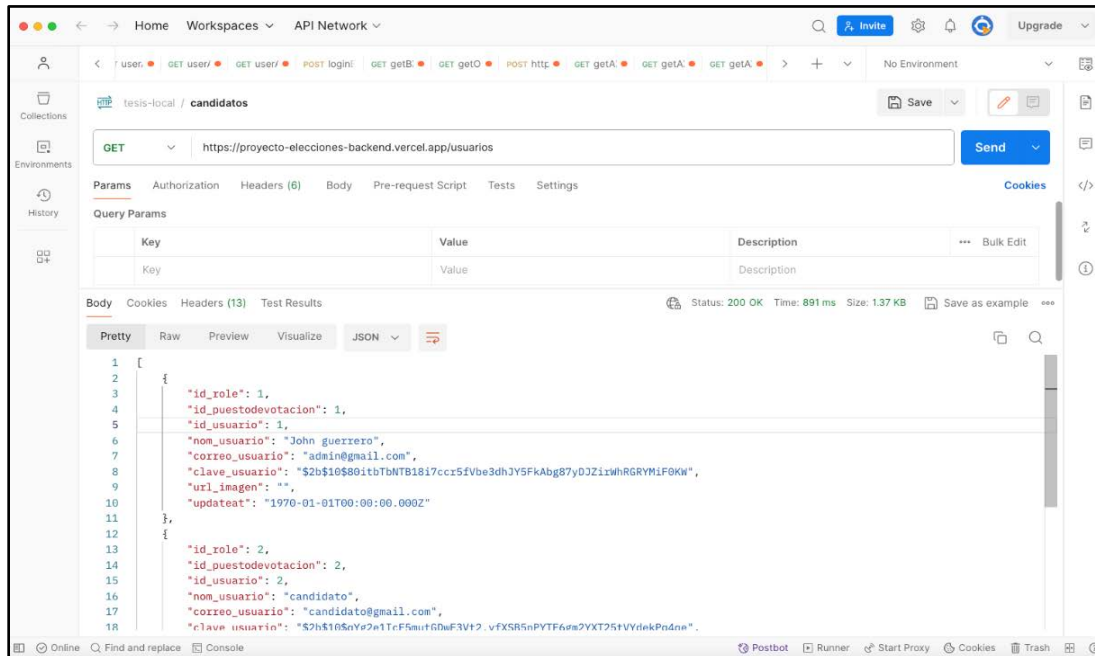 Home Workspaces API Network Invite Upgrade
user. GET user/ GET user/ POST login GET getB GET getO POST http GET getA GET getA GET getA No Environment
HTTP tesis-local / candidatos Save
Collections
GET https://proyecto-elecciones-backend.vercel.app/usuarios Send
Environments
Params Authorization Headers (6) Body Pre-request Script Tests Settings Cookies
History
Query Params
Key Value Description Bulk Edit
Key Value Description
Body Cookies Headers (13) Test Results Status: 200 OK Time: 891 ms Size: 1.37 KB Save as example
Pretty Raw Preview Visualize JSON
1 [
2 {
3 "id_role": 1,
4 "id_puestodevotacion": 1,
5 "id_usuario": 1,
6 "nom_usuario": "John guerrero",
7 "correo_usuario": "admin@gmail.com",
8 "clave_usuario":
9 "url_imagen": "",
10 "updateat": "1970-01-01T00:00:00.000Z"
11 },
12 {
13 "id_role": 2,
14 "id_puestodevotacion": 2,
15 "id_usuario": 2,
16 "nom_usuario": "candidato",
17 "correo_usuario": "candidato@gmail.com",
18 "clave_usuario":
Online Find and replace Console Postbot Runner Start Proxy Cookies Trash